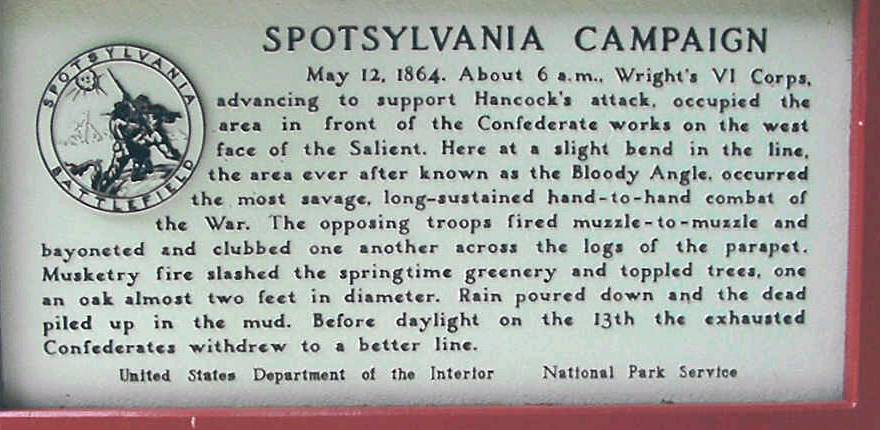 SPOTSYLVANIA CAMPAIGN
SPOTSYLVANIA
BATTLEFIELD
May 12, 1864. About 6 a.m., Wright's VI Corps,
advancing to support Hancock's attack, occupied the
area in front of the Confederate works on the west
face of the Salient. Here at a slight bend in the line,
the area ever after known as the Bloody Angle, occurred
the most savage, long-sustained hand-to-hand combat of
the War. The opposing troops fired muzzle-to-muzzle and
bayoneted and clubbed one another across the logs of the parapet.
Musketry fire slashed the springtime greenery and toppled trees, one
an oak almost two feet in diameter. Rain poured down and the dead
piled up in the mud. Before daylight on the 13th the exhausted
Confederates withdrew to a better line.
United States Department of the Interior National Park Service